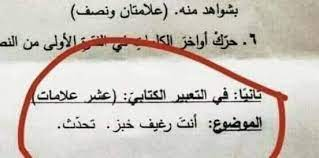 بشواهد منه. (علامتان ونصف)
٦. حرّك أواخر الكلمات في الفقرة الأولى من النص
ثانيًا: في التعبير الكتابيّ: (عشر علامات)
الموضوع: أنتَ رغيف خبز. تحدّث.